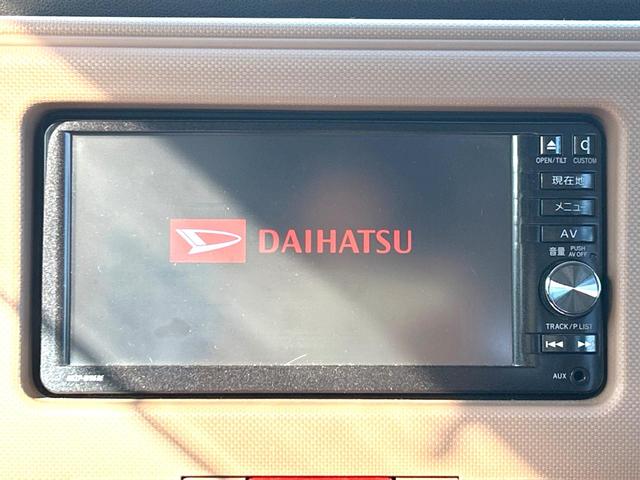 OPEN/TILT
C
CUSTOM
現在地
メニュー
AV
音量
PUSH
AV OFF
DAIHATSU
TRACK/P.LIST
AUX